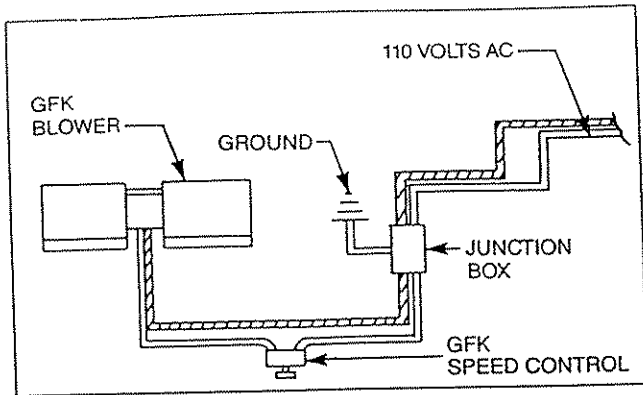 110 VOLTS AC
GFK
BLOWER
GROUND
JUNCTION
BOX
GFK
SPEED CONTROL